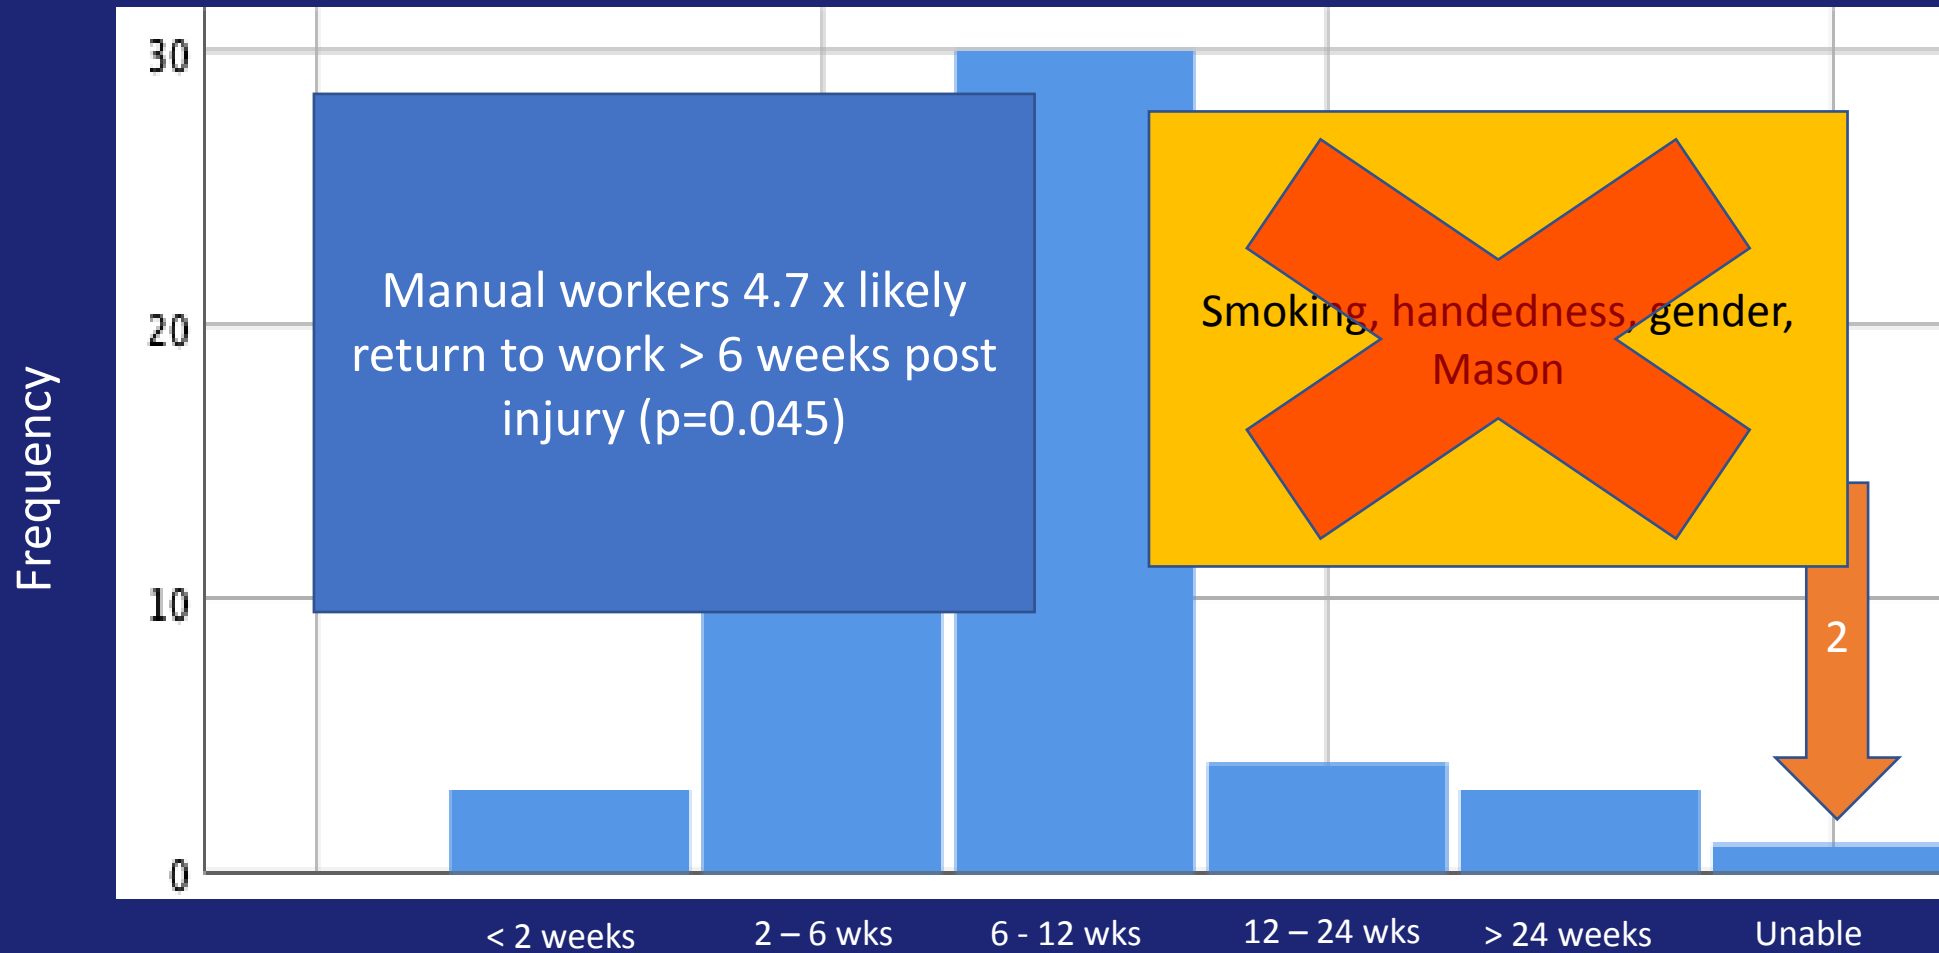 Frequency
30
20
10
0
Manual workers 4.7 x likely
return to work > 6 weeks post
injury (p=0.045)
Smoking, handedness, gender,
Mason
2
< 2 weeks
2 – 6 wks
6 - 12 wks
12 – 24 wks
> 24 weeks
Unable